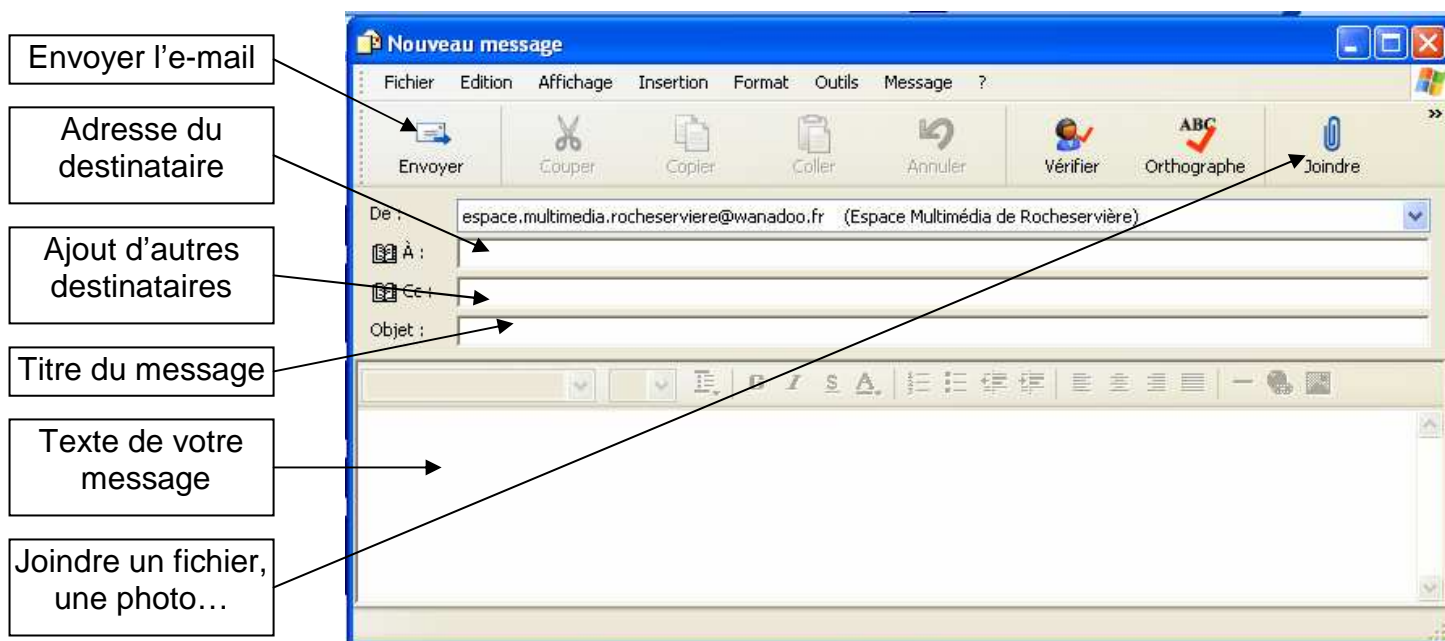 Envoyer l’e-mail
Adresse du
destinataire
Ajout d’autres
destinataires
Titre du message
Texte de votre
message
Joindre un fichier,
une photo…
Nouveau message
Fichier Edition Affichage Insertion Format Outils Message ?
ABC
Envoyer Couper Copier Coller Annuler Vérifier Orthographe Joindre
De : espace.multimedia.rocheserviere@wanadoo.fr (Espace Multimédia de Rocheservière)
À :
Cc :
Objet :
G I S A